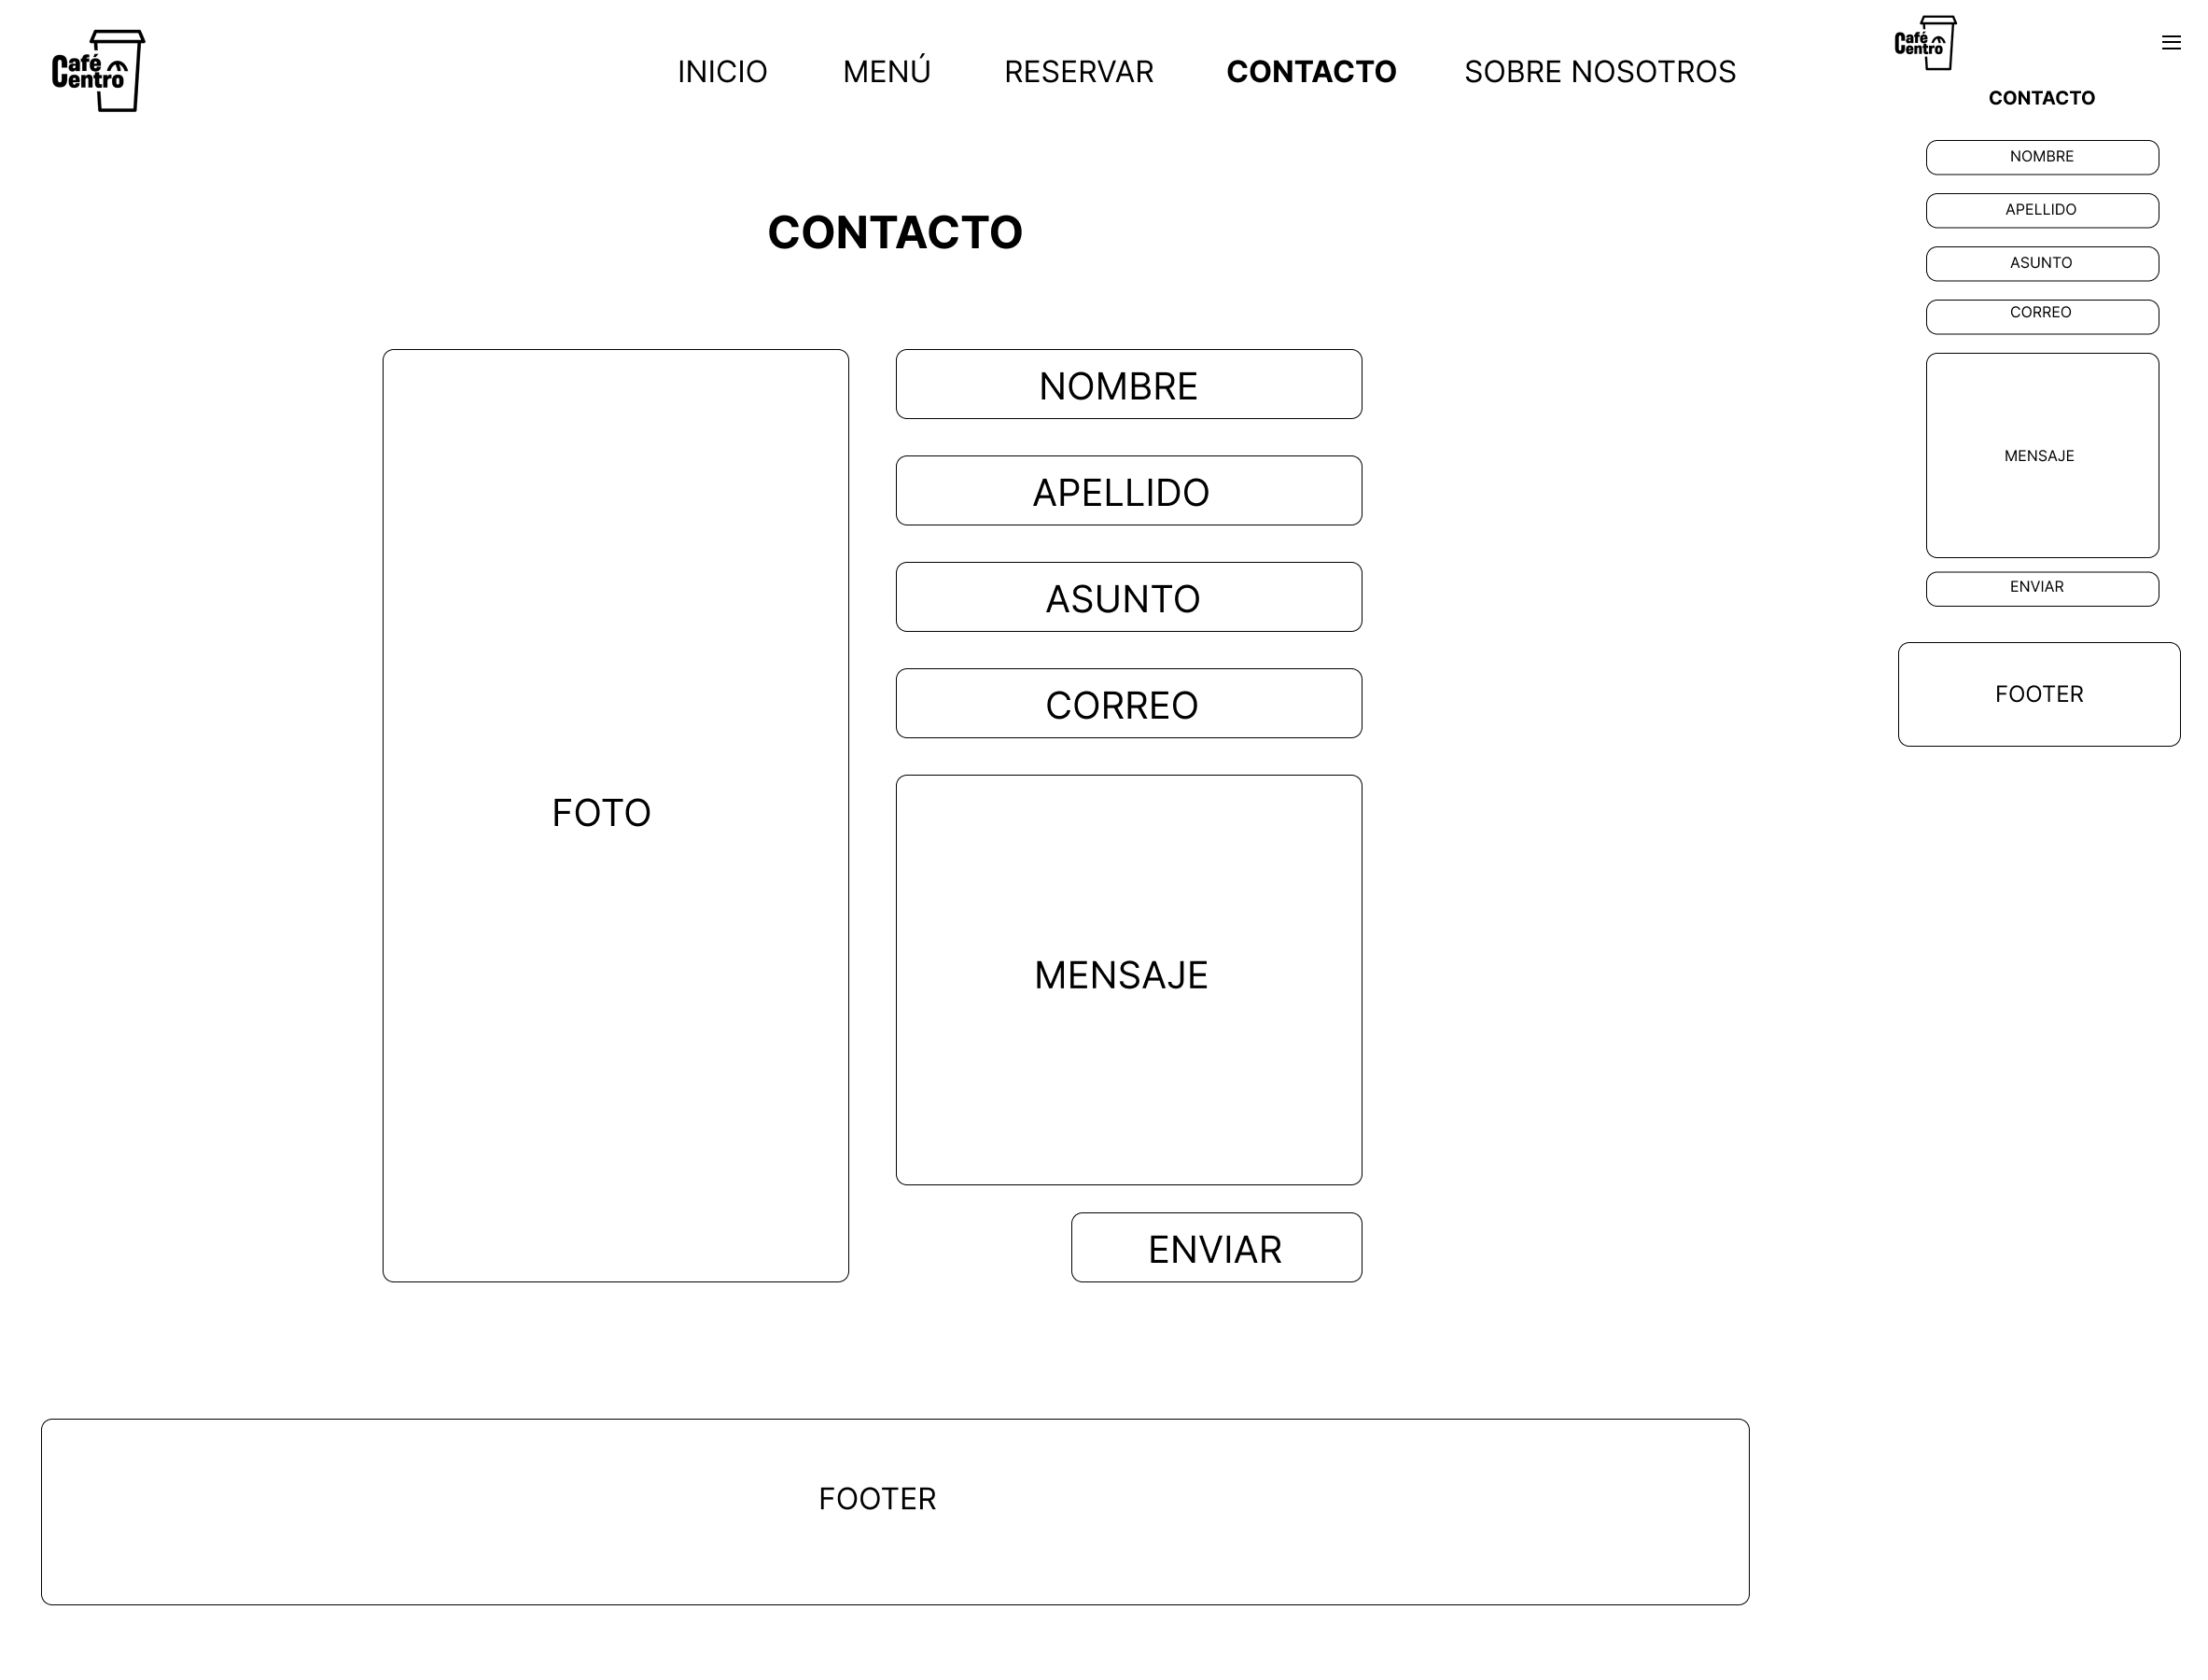 Café
Centro
INICIO
MENÚ
RESERVAR
CONTACTO
SOBRE NOSOTROS
CONTACTO
FOTO
NOMBRE
APELLIDO
ASUNTO
CORREO
MENSAJE
ENVIAR
FOOTER
Café
Centro
CONTACTO
NOMBRE
APELLIDO
ASUNTO
CORREO
MENSAJE
ENVIAR
FOOTER